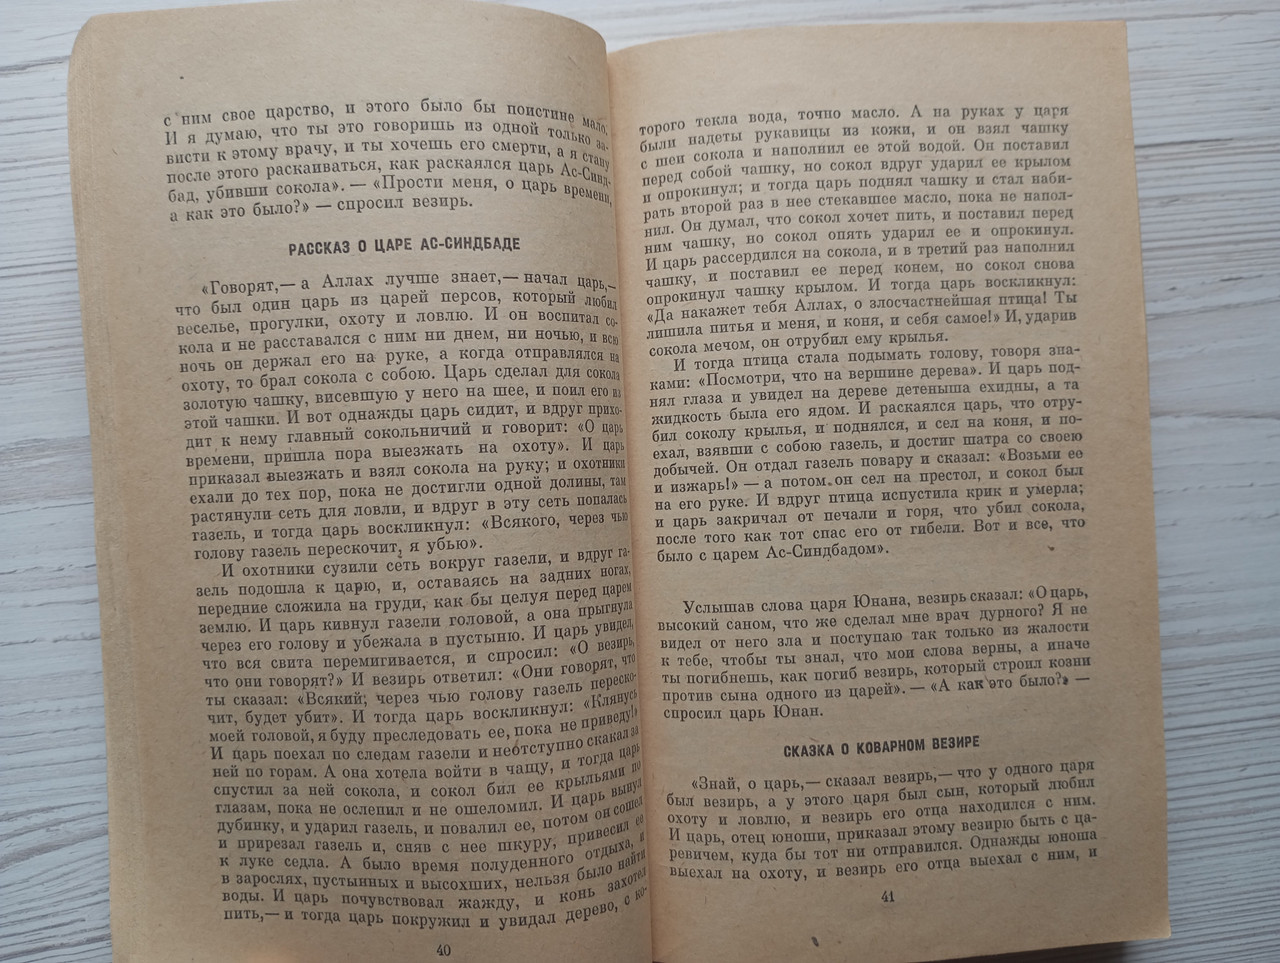 с ним свое царство, и этого было бы поистине мало.
И я думаю, что ты это говоришь из одной только за-
висти к этому врачу, и ты хочешь его смерти, а я стану
после этого раскаиваться, как раскаялся царь Ас-Синд-
бад, убивши сокола». — «Прости меня, о царь времени,
а как это было?» — спросил везирь.
РАССКАЗ О ЦАРЕ АС-СИНДБАДЕ
«Говорят,— а Аллах лучше знает,— начал царь,—
что был один царь из царей персов, который любил
веселье, прогулки, охоту и ловлю. И он воспитал со-
кола и не расставался с ним ни днем, ни ночью, и всю
ночь он держал его на руке, а когда отправлялся на
охоту, то брал сокола с собою. Царь сделал для сокола
золотую чашку, висевшую у него на шее, и поил его из
этой чашки. И вот однажды царь сидит, и вдруг прихо-
дит к нему главный сокольничий и говорит: «О царь
времени, пришла пора выезжать на охоту». И царь
приказал выезжать и взял сокола на руку; и охотники
ехали до тех пор, пока не достигли одной долины, там
растянули сеть для ловли, и вдруг в эту сеть попалась
газель, и тогда царь воскликнул: «Всякого, через чью
голову газель перескочит, я убью».
И охотники сузили сеть вокруг газели, и вдруг га-
зель подошла к царю, и, оставаясь на задних ногах,
передние сложила на груди, как бы целуя перед царем
землю. И царь кивнул газели головой, а она прыгнула
через его голову и убежала в пустыню. И царь увидел,
что вся свита перемигивается, и спросил: «О везирь,
что они говорят?» И везирь ответил: «Они говорят, что
ты сказал: «Всякий, через чью голову газель переско-
чит, будет убит». И тогда царь воскликнул: «Клянусь
моей головой, я буду преследовать ее, пока не приведу!»
И царь поехал по следам газели и неотступно скакал за
ней по горам. А она хотела войти в чащу, и тогда царь
спустил за ней сокола, и сокол бил ее крыльями по
глазам, пока не ослепил и не ошеломил. И царь вынул
дубинку, и ударил газель, и повалил ее, потом он сошел
и прирезал газель и, сняв с нее шкуру, привесил ее
к луке седла. А было время полуденного отдыха, и
в зарослях, пустынных и высохших, нельзя было найти
воды. И царь почувствовал жажду, и конь захотел
пить,— и тогда царь покружил и увидал дерево, с ко-
40
торого текла вода, точно масло. А на руках у царя
были надеты рукавицы из кожи, и он взял чашку
с шеи сокола и наполнил ее этой водой. Он поставил
перед собой чашку, но сокол вдруг ударил ее крылом
и опрокинул; и тогда царь поднял чашку и стал наби-
рать второй раз в нее стекавшее масло, пока не напол-
нил. Он думал, что сокол хочет пить, и поставил перед
ним чашку, но сокол опять ударил ее и опрокинул.
И царь рассердился на сокола, и в третий раз наполнил
чашку, и поставил ее перед конем, но сокол снова
опрокинул чашку крылом. И тогда царь воскликнул:
«Да накажет тебя Аллах, о злосчастнейшая птица! Ты
лишила питья и меня, и коня, и себя самое!» И, ударив
сокола мечом, он отрубил ему крылья.
И тогда птица стала подымать голову, говоря зна-
ками: «Посмотри, что на вершине дерева». И царь под-
нял глаза и увидел на дереве детеныша ехидны, а та
жидкость была его ядом. И раскаялся царь, что отру-
бил соколу крылья, и поднялся, и сел на коня, и по-
ехал, взявши с собою газель, и достиг шатра со своею
добычей. Он отдал газель повару и сказал: «Возьми ее
и изжарь!» — а потом он сел на престол, и сокол был
на его руке. И вдруг птица испустила крик и умерла;
и царь закричал от печали и горя, что убил сокола,
после того как тот спас его от гибели. Вот и все, что
было с царем Ас-Синдбадом».
Услышав слова царя Юнана, везирь сказал: «О царь,
высокий саном, что же сделал мне врач дурного? Я не
видел от него зла и поступаю так только из жалости
к тебе, чтобы ты знал, что мои слова верны, а иначе
ты погибнешь, как погиб везирь, который строил козни
против сына одного из царей». — «А как это было?» —
спросил царь Юнан.
СКАЗКА О КОВАРНОМ ВЕЗИРЕ
«Знай, о царь,— сказал везирь,— что у одного царя
был везирь, а у этого царя был сын, который любил
охоту и ловлю, и везирь его отца находился с ним.
И царь, отец юноши, приказал этому везирю быть с ца-
ревичем, куда бы тот ни отправился. Однажды юноша
выехал на охоту, и везирь его отца выехал с ним, и
41